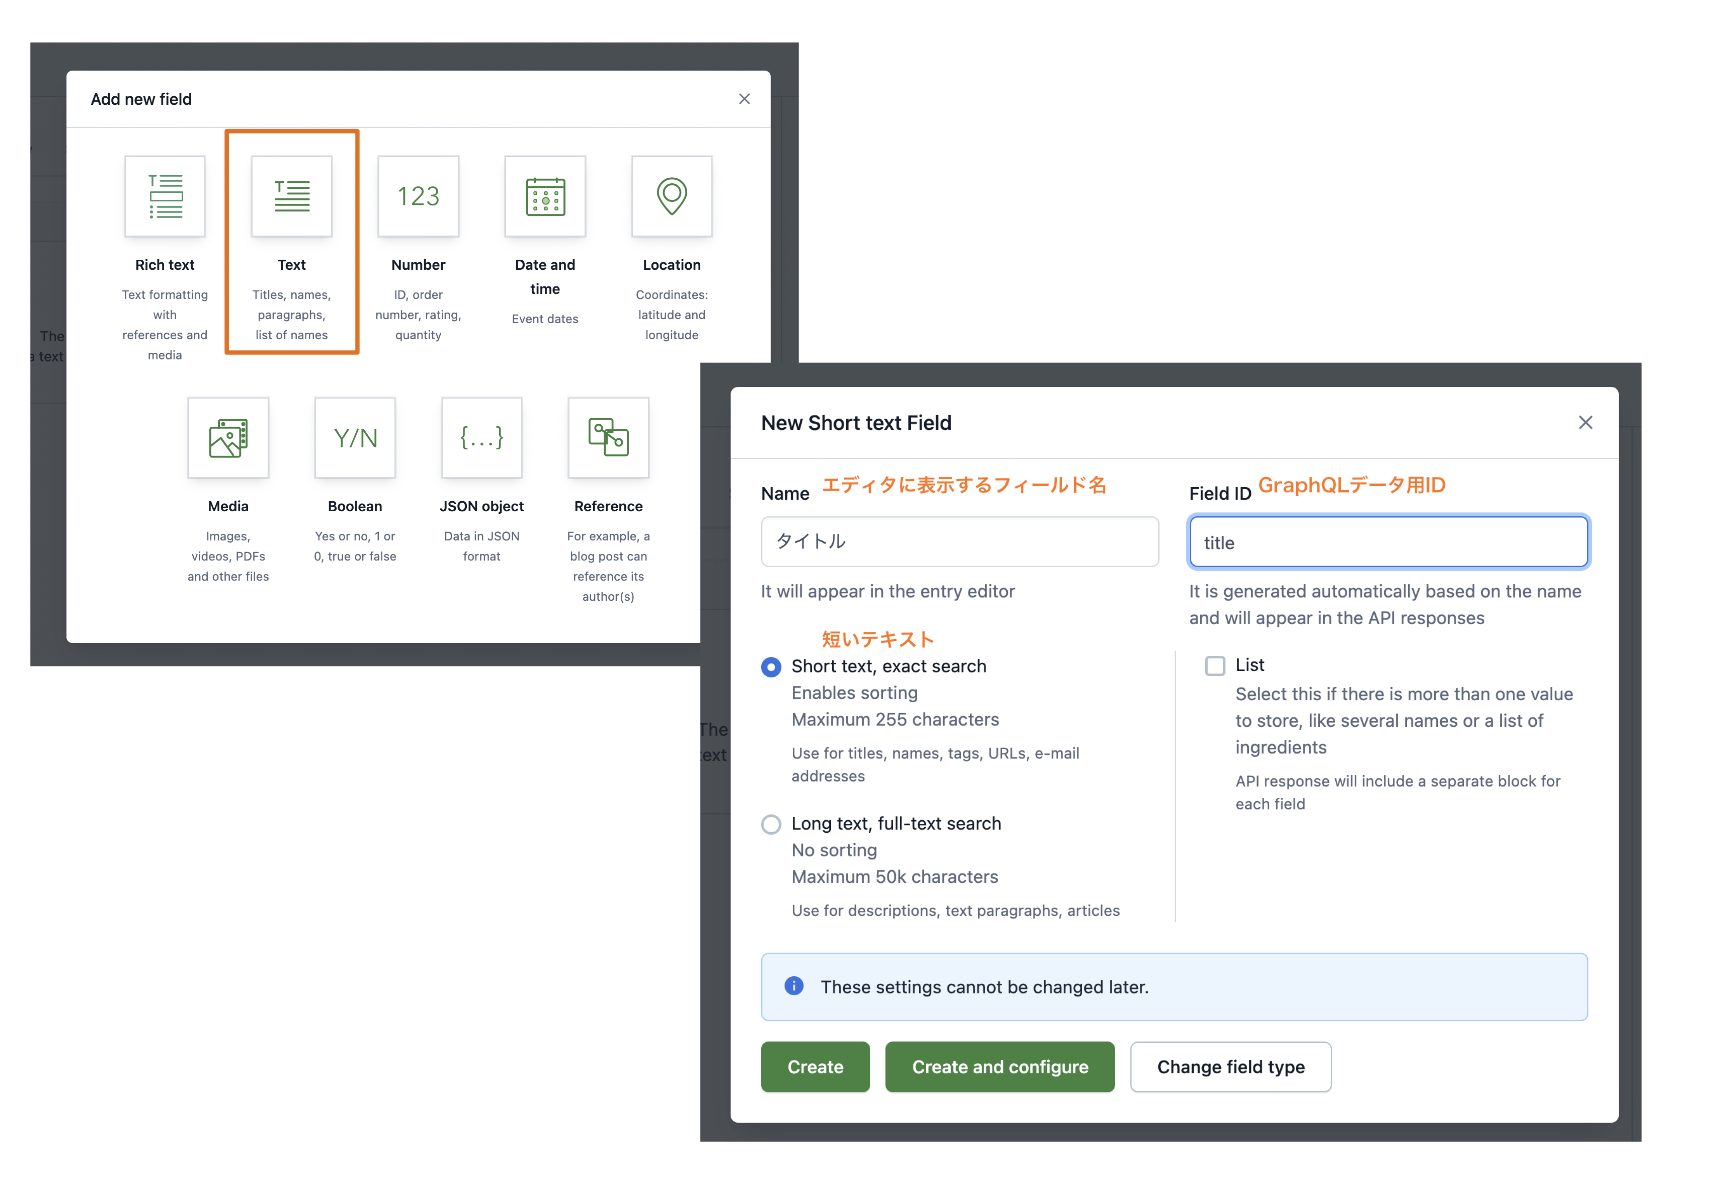 Add new field
T
T
123
Rich text
Text formatting
with
references and
media
Text
Titles, names,
paragraphs,
list of names
Number
ID, order
number, rating,
quantity
Date and
time
Event dates
Location
Coordinates:
latitude and
longitude
The
a text
Y/N
{...}
Media
Images,
videos, PDFs
and other files
Boolean
Yes or no, 1 or
0, true or false
JSON object
Data in JSON
format
Reference
For example, a
blog post can
reference its
author(s)
New Short text Field
Name エディタに表示するフィールド名
タイトル
It will appear in the entry editor
Field ID GraphQLデータ用ID
title
It is generated automatically based on the name
and will appear in the API responses
短いテキスト
Short text, exact search
Enables sorting
Maximum 255 characters
Use for titles, names, tags, URLs, e-mail
addresses
Long text, full-text search
No sorting
Maximum 50k characters
Use for descriptions, text paragraphs, articles
List
Select this if there is more than one value
to store, like several names or a list of
ingredients
API response will include a separate block for
each field
The
text
These settings cannot be changed later.
Create
Create and configure
Change field type